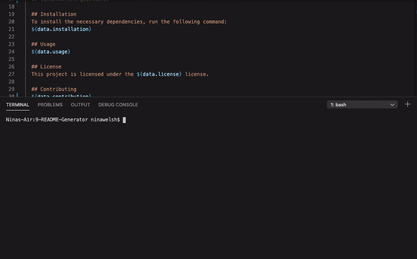 18
19 ## Installation
20 To install the necessary dependencies, run the following command:
21 ${data.installation}
22
23 ## Usage
24 ${data.usage}
25
26 ## License
27 This project is licensed under the ${data.license} license.
28
29 ## Contributing
30 ${data.contribution}
TERMINAL PROBLEMS OUTPUT DEBUG CONSOLE 1: bash
Ninas-Air:9-README-Generator ninawelsh$